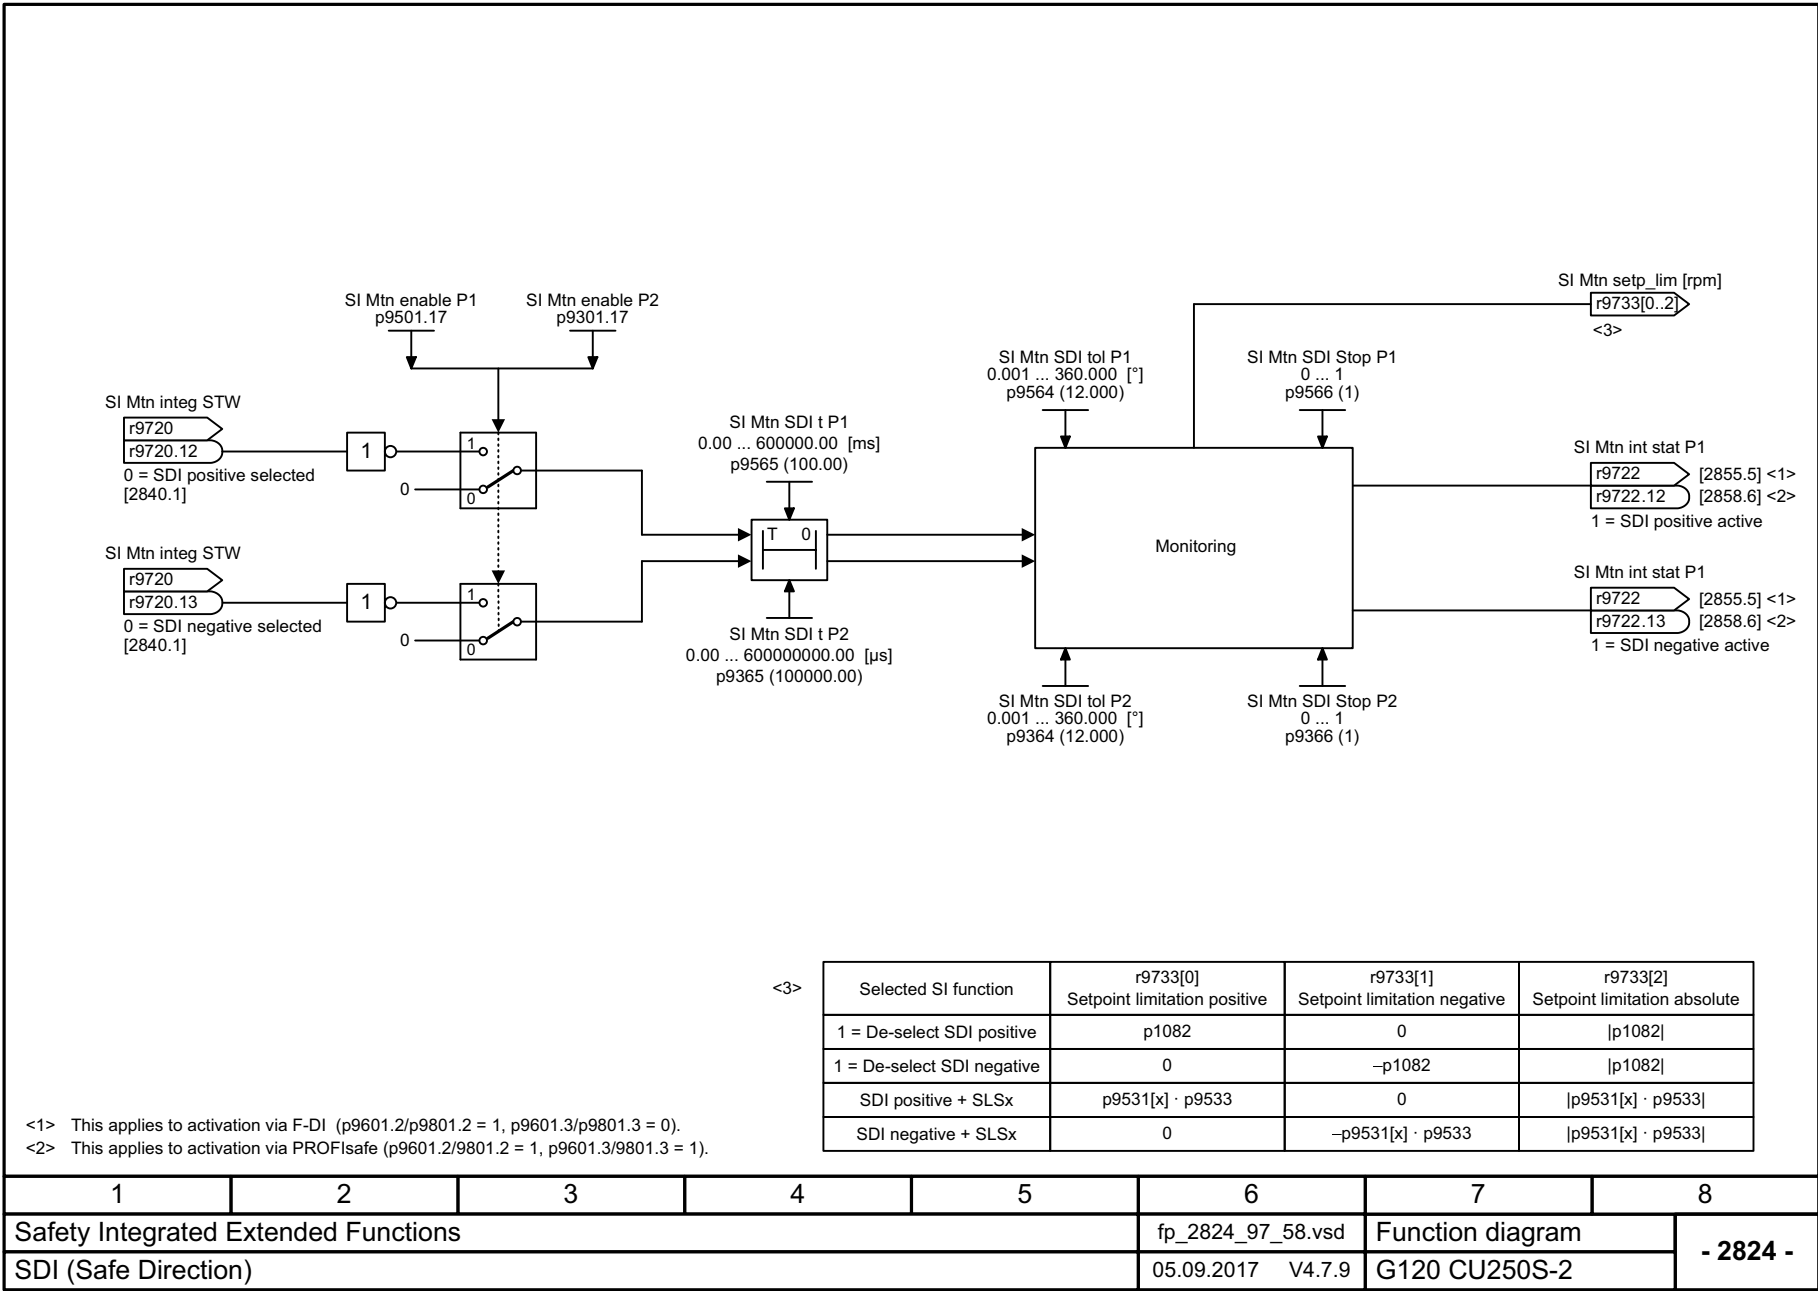 SI Mtn setp_lim [rpm]
r9733[0..2]
<3>
SI Mtn enable P1
p9501.17
SI Mtn enable P2
p9301.17
SI Mtn SDI tol P1
0.001 ... 360.000 [°]
p9564 (12.000)
SI Mtn SDI Stop P1
0 ... 1
p9566 (1)
SI Mtn integ STW
r9720
r9720.12
0 = SDI positive selected
[2840.1]
1
1
0
0
SI Mtn SDI t P1
0.00 ... 600000.00 [ms]
p9565 (100.00)
T 0
Monitoring
SI Mtn int stat P1
r9722 [2855.5] <1>
r9722.12 [2858.6] <2>
1 = SDI positive active
SI Mtn integ STW
r9720
r9720.13
0 = SDI negative selected
[2840.1]
1
1
0
0
SI Mtn SDI t P2
0.00 ... 600000000.00 [µs]
p9365 (100000.00)
SI Mtn int stat P1
r9722 [2855.5] <1>
r9722.13 [2858.6] <2>
1 = SDI negative active
SI Mtn SDI tol P2
0.001 ... 360.000 [°]
p9364 (12.000)
SI Mtn SDI Stop P2
0 ... 1
p9366 (1)
<3>
Selected SI function
r9733[0]
Setpoint limitation positive
r9733[1]
Setpoint limitation negative
r9733[2]
Setpoint limitation absolute
1 = De-select SDI positive p1082 0 |p1082|
1 = De-select SDI negative 0 –p1082 |p1082|
SDI positive + SLSx p9531[x] · p9533 0 |p9531[x] · p9533|
SDI negative + SLSx 0 –p9531[x] · p9533 |p9531[x] · p9533|
<1> This applies to activation via F-DI (p9601.2/p9801.2 = 1, p9601.3/p9801.3 = 0).
<2> This applies to activation via PROFIsafe (p9601.2/9801.2 = 1, p9601.3/9801.3 = 1).
1 2 3 4 5 6 7 8
Safety Integrated Extended Functions fp_2824_97_58.vsd Function diagram
- 2824 -
SDI (Safe Direction) 05.09.2017 V4.7.9 G120 CU250S-2